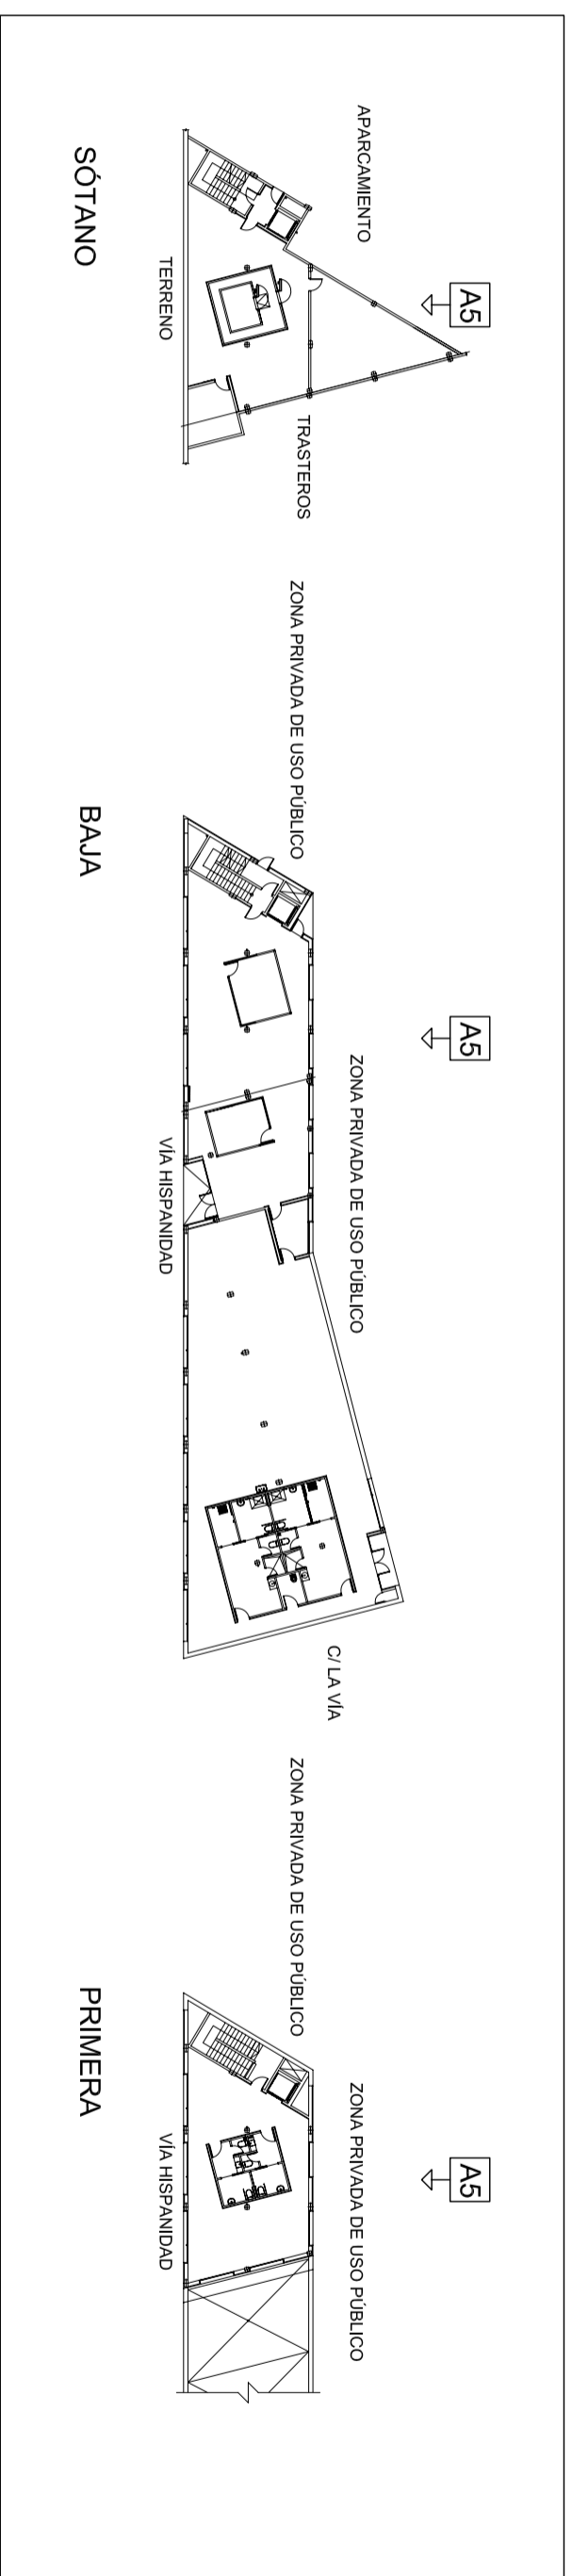 A5
APARCAMIENTO
TRASTEROS
TERRENO
SÓTANO
A5
ZONA PRIVADA DE USO PÚBLICO
ZONA PRIVADA DE USO PÚBLICO
C/ LA VÍA
VÍA HISPANIDAD
BAJA
A5
ZONA PRIVADA DE USO PÚBLICO
ZONA PRIVADA DE USO PÚBLICO
VÍA HISPANIDAD
PRIMERA